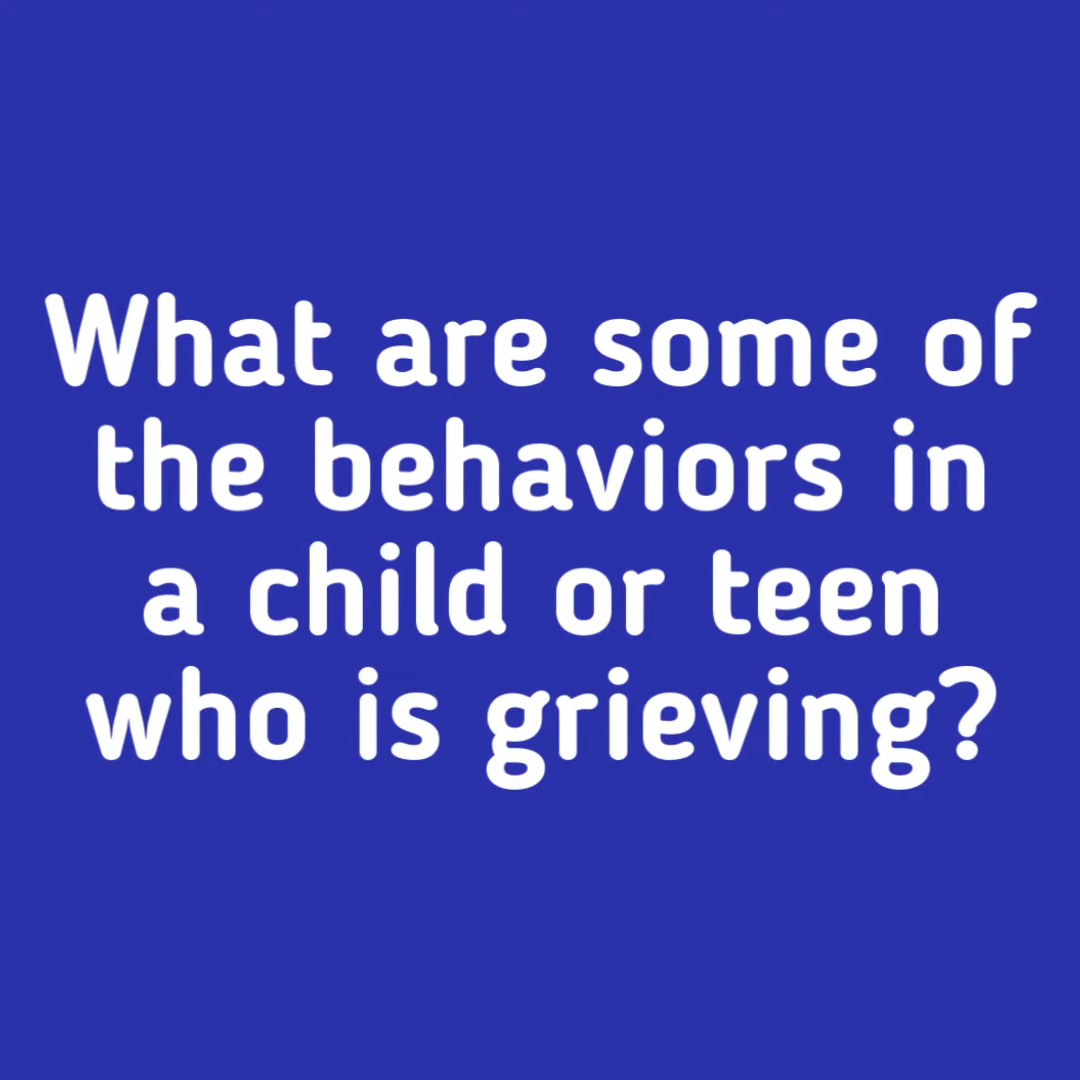 What are some of
the behaviors in
a child or teen
who is grieving?